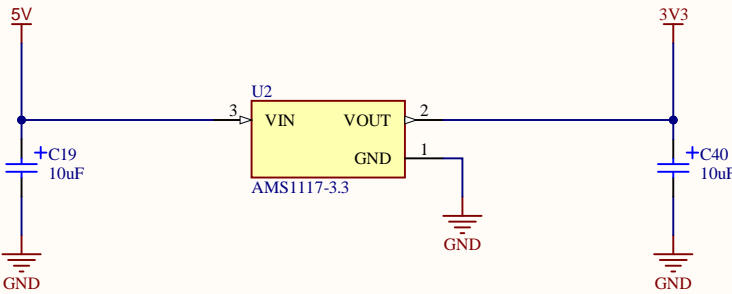 5V
3V3
U2
3
VIN
VOUT
2
GND
1
AMS1117-3.3
+C19
10uF
+C40
10uF
GND
GND
GND